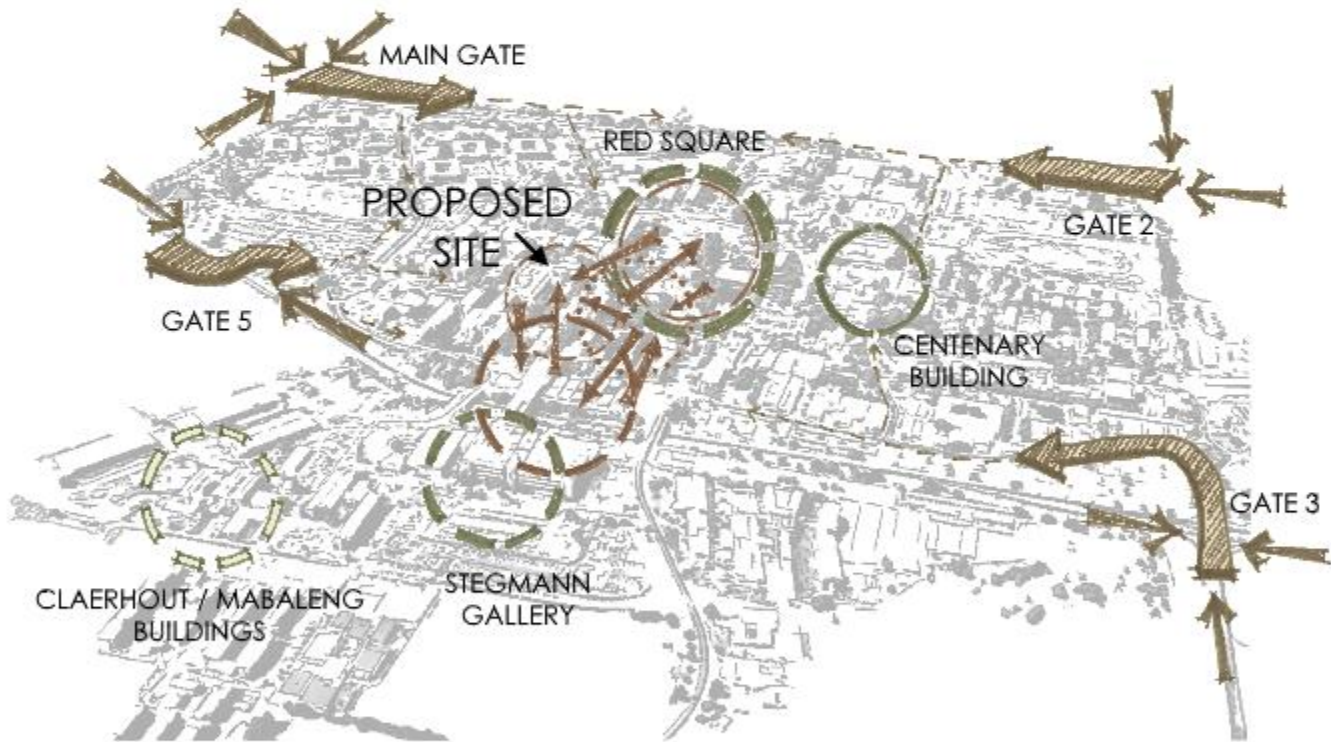 MAIN GATE
RED SQUARE
PROPOSED
SITE
GATE 2
GATE 5
CENTENARY
BUILDING
GATE 3
STEGMANN
GALLERY
CLAERHOUT / MABALENG
BUILDINGS